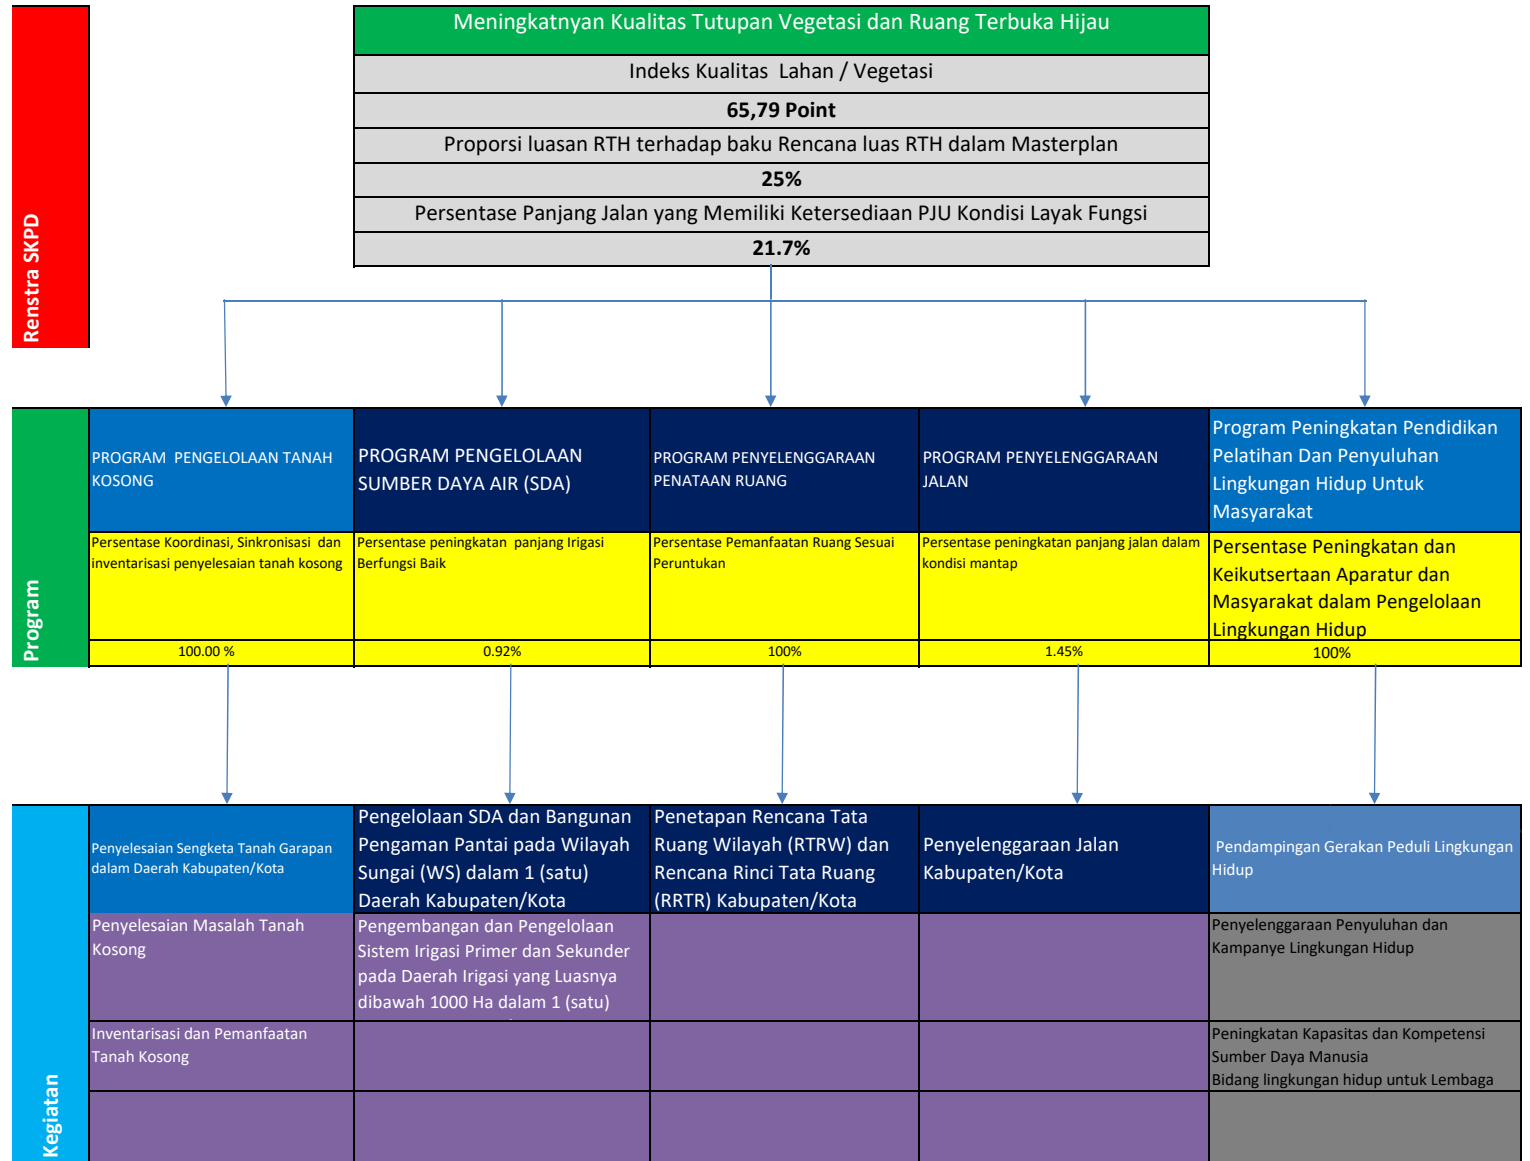 Meningkatnyan Kualitas Tutupan Vegetasi dan Ruang Terbuka Hijau
Indeks Kualitas Lahan / Vegetasi
65,79 Point
Proporsi luasan RTH terhadap baku Rencana luas RTH dalam Masterplan
25%
Persentase Panjang Jalan yang Memiliki Ketersediaan PJU Kondisi Layak Fungsi
21.7%
Renstra SKPD
Program
PROGRAM PENGELOLAAN TANAH
KOSONG
PROGRAM PENGELOLAAN
SUMBER DAYA AIR (SDA)
PROGRAM PENYELENGGARAAN
PENATAAN RUANG
PROGRAM PENYELENGGARAAN
JALAN
Program Peningkatan Pendidikan
Pelatihan Dan Penyuluhan
Lingkungan Hidup Untuk
Masyarakat
Persentase Koordinasi, Sinkronisasi dan
inventarisasi penyelesaian tanah kosong
Persentase peningkatan panjang Irigasi
Berfungsi Baik
Persentase Pemanfaatan Ruang Sesuai
Peruntukan
Persentase peningkatan panjang jalan dalam
kondisi mantap
Persentase Peningkatan dan
Keikutsertaan Aparatur dan
Masyarakat dalam Pengelolaan
Lingkungan Hidup
100.00 %
0.92%
100%
1.45%
100%
Kegiatan
Penyelesaian Sengketa Tanah Garapan
dalam Daerah Kabupaten/Kota
Pengelolaan SDA dan Bangunan
Pengaman Pantai pada Wilayah
Sungai (WS) dalam 1 (satu)
Daerah Kabupaten/Kota
Penetapan Rencana Tata
Ruang Wilayah (RTRW) dan
Rencana Rinci Tata Ruang
(RRTR) Kabupaten/Kota
Penyelenggaraan Jalan
Kabupaten/Kota
Pendampingan Gerakan Peduli Lingkungan
Hidup
Penyelesaian Masalah Tanah
Kosong
Pengembangan dan Pengelolaan
Sistem Irigasi Primer dan Sekunder
pada Daerah Irigasi yang Luasnya
dibawah 1000 Ha dalam 1 (satu)
Penyelenggaraan Penyuluhan dan
Kampanye Lingkungan Hidup
Inventarisasi dan Pemanfaatan
Tanah Kosong
Peningkatan Kapasitas dan Kompetensi
Sumber Daya Manusia
Bidang lingkungan hidup untuk Lembaga